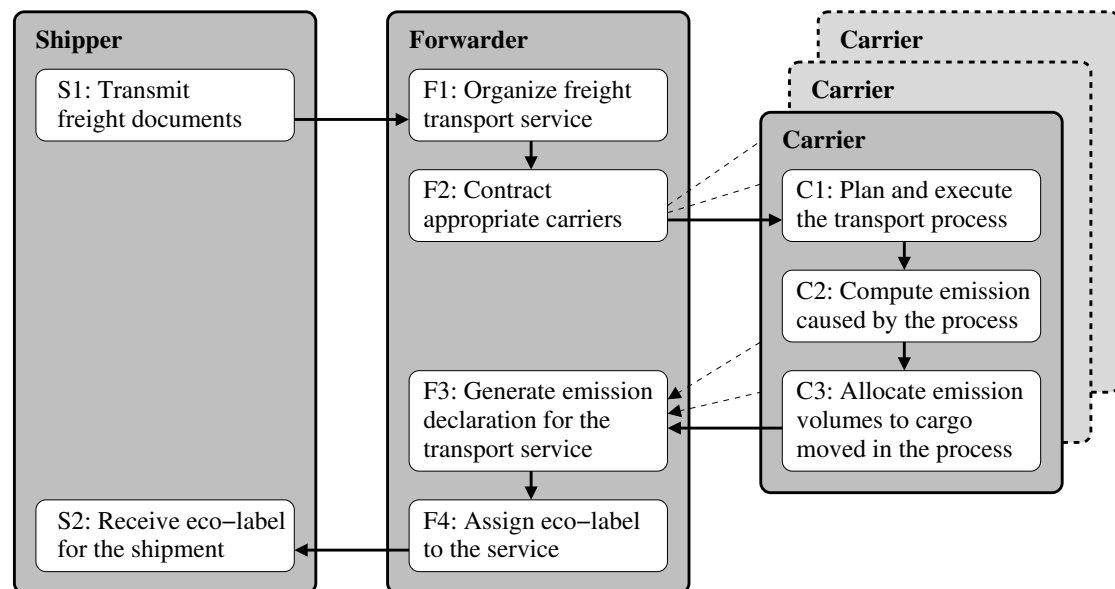 Shipper
S1: Transmit
freight documents
S2: Receive eco−label
for the shipment
Forwarder
F1: Organize freight
transport service
F2: Contract
appropriate carriers
F3: Generate emission
declaration for the
transport service
F4: Assign eco−label
to the service
Carrier
Carrier
Carrier
C1: Plan and execute
the transport process
C2: Compute emission
caused by the process
C3: Allocate emission
volumes to cargo
moved in the process